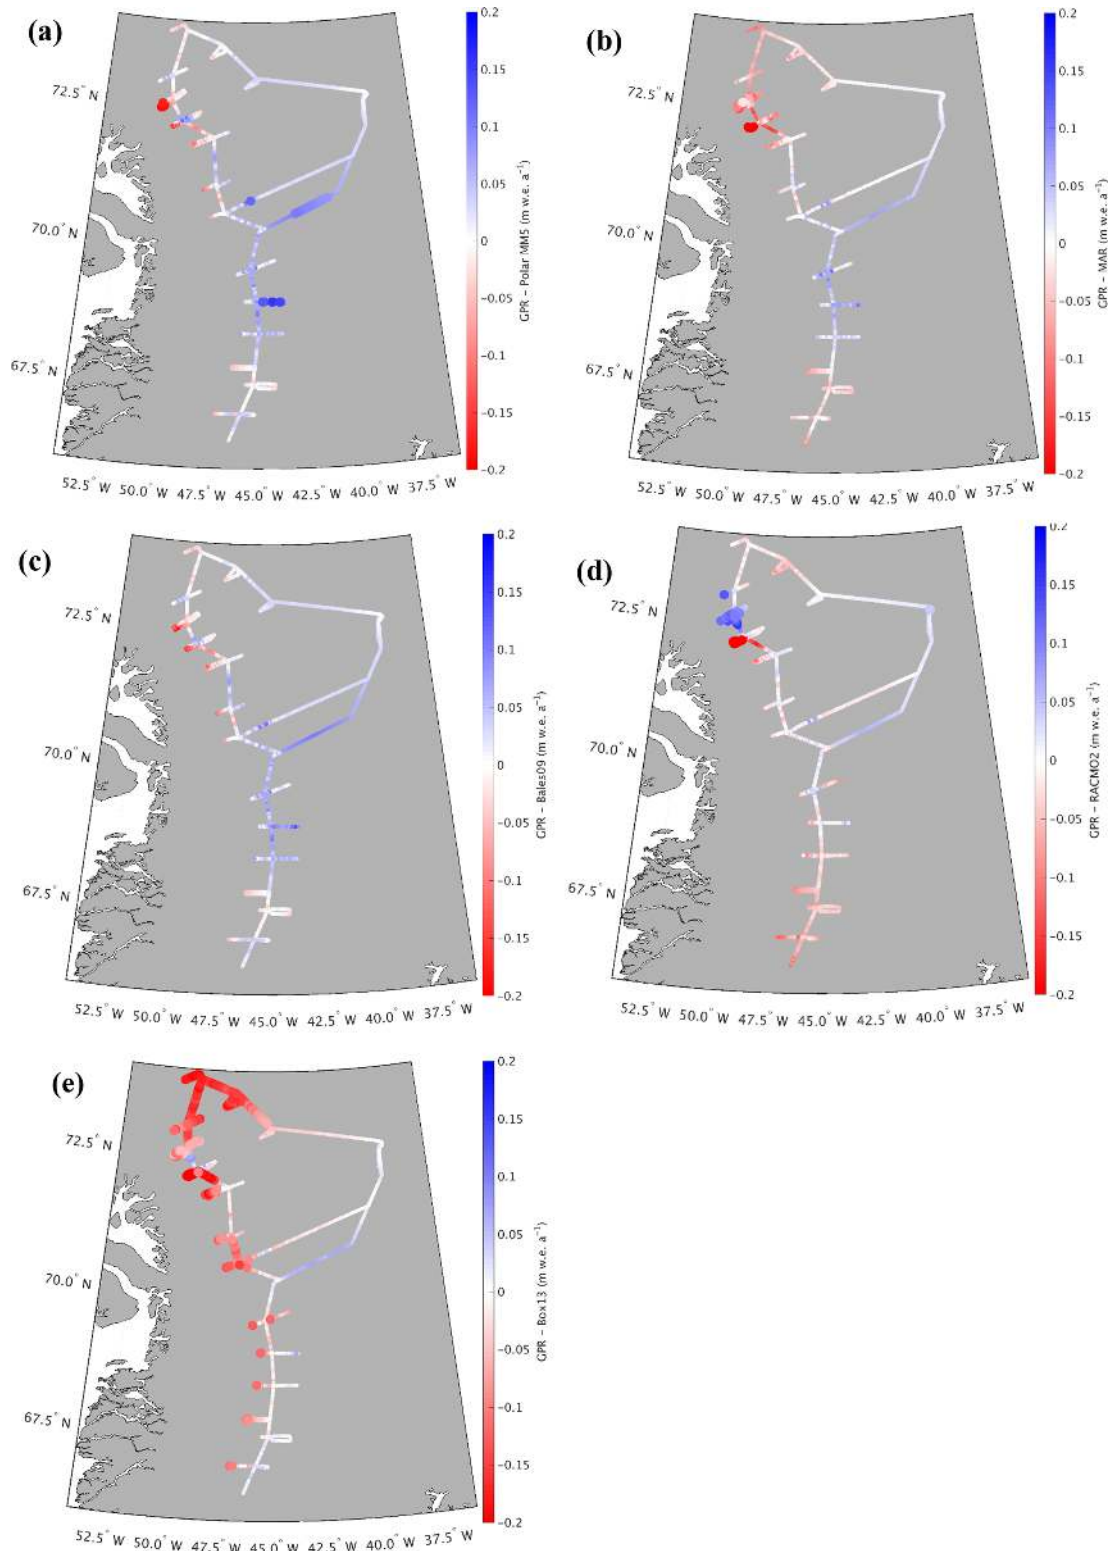 (a)
72.5° N
70.0° N
67.5° N
52.5° W 50.0° W 47.5° W 45.0° W 42.5° W 40.0° W 37.5° W
0.2
0.15
0.1
0.05
0
−0.05
−0.1
−0.15
−0.2
GPR − Polar MM5 (m w.e. a⁻¹)
(b)
72.5° N
70.0° N
67.5° N
52.5° W 50.0° W 47.5° W 45.0° W 42.5° W 40.0° W 37.5° W
0.2
0.15
0.1
0.05
0
−0.05
−0.1
−0.15
−0.2
GPR − MAR (m w.e. a⁻¹)
(c)
72.5° N
70.0° N
67.5° N
52.5° W 50.0° W 47.5° W 45.0° W 42.5° W 40.0° W 37.5° W
0.2
0.15
0.1
0.05
0
−0.05
−0.1
−0.15
−0.2
GPR − Bales09 (m w.e. a⁻¹)
(d)
72.5° N
70.0° N
67.5° N
52.5° W 50.0° W 47.5° W 45.0° W 42.5° W 40.0° W 37.5° W
0.2
0.15
0.1
0.05
0
−0.05
−0.1
−0.15
−0.2
GPR − RACMO2 (m w.e. a⁻¹)
(e)
72.5° N
70.0° N
67.5° N
52.5° W 50.0° W 47.5° W 45.0° W 42.5° W 40.0° W 37.5° W
0.2
0.15
0.1
0.05
0
−0.05
−0.1
−0.15
−0.2
GPR − Box13 (m w.e. a⁻¹)